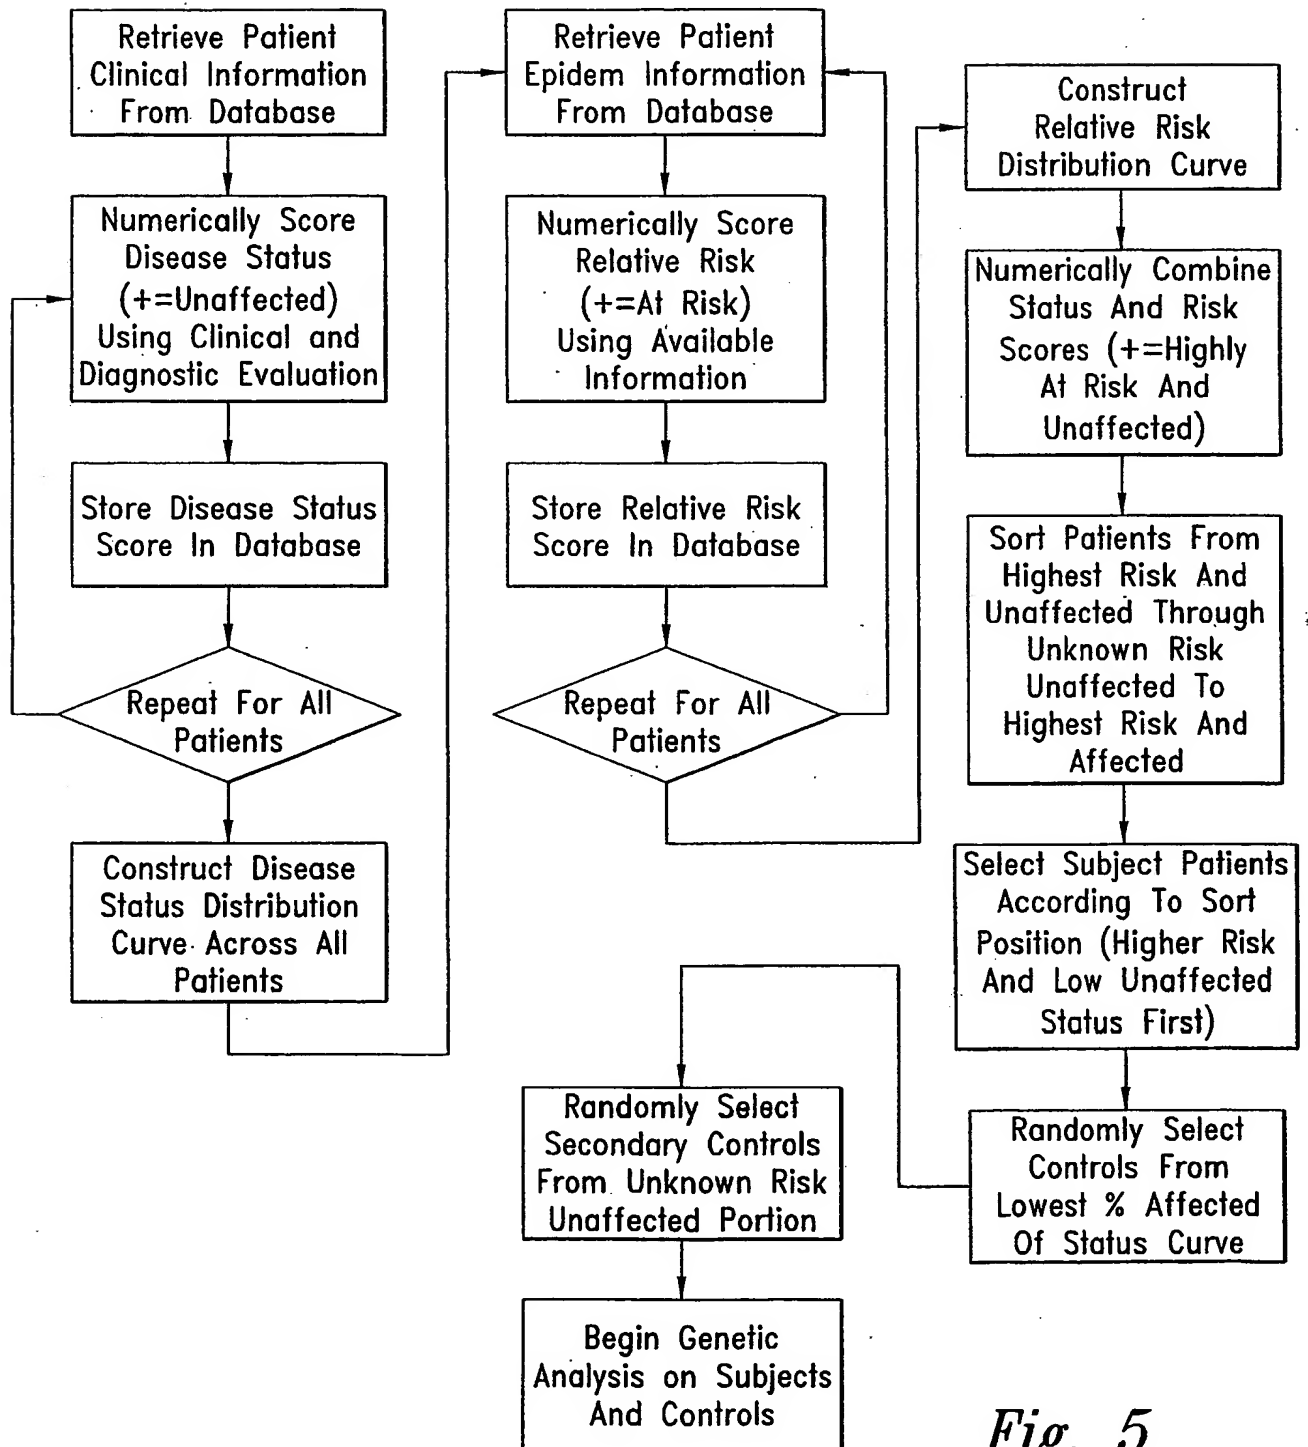 Retrieve Patient
Clinical Information
From Database
Numerically Score
Disease Status
(+=Unaffected)
Using Clinical and
Diagnostic Evaluation
Store Disease Status
Score In Database
Repeat For All
Patients
Construct Disease
Status Distribution
Curve Across All
Patients
Retrieve Patient
Epidem Information
From Database
Numerically Score
Relative Risk
(+=At Risk)
Using Available
Information
Store Relative Risk
Score In Database
Repeat For All
Patients
Construct
Relative Risk
Distribution Curve
Numerically Combine
Status And Risk
Scores (+=Highly
At Risk And
Unaffected)
Sort Patients From
Highest Risk And
Unaffected Through
Unknown Risk
Unaffected To
Highest Risk And
Affected
Select Subject Patients
According To Sort
Position (Higher Risk
And Low Unaffected
Status First)
Randomly Select
Controls From
Lowest % Affected
Of Status Curve
Randomly Select
Secondary Controls
From Unknown Risk
Unaffected Portion
Begin Genetic
Analysis on Subjects
And Controls
Fig. 5